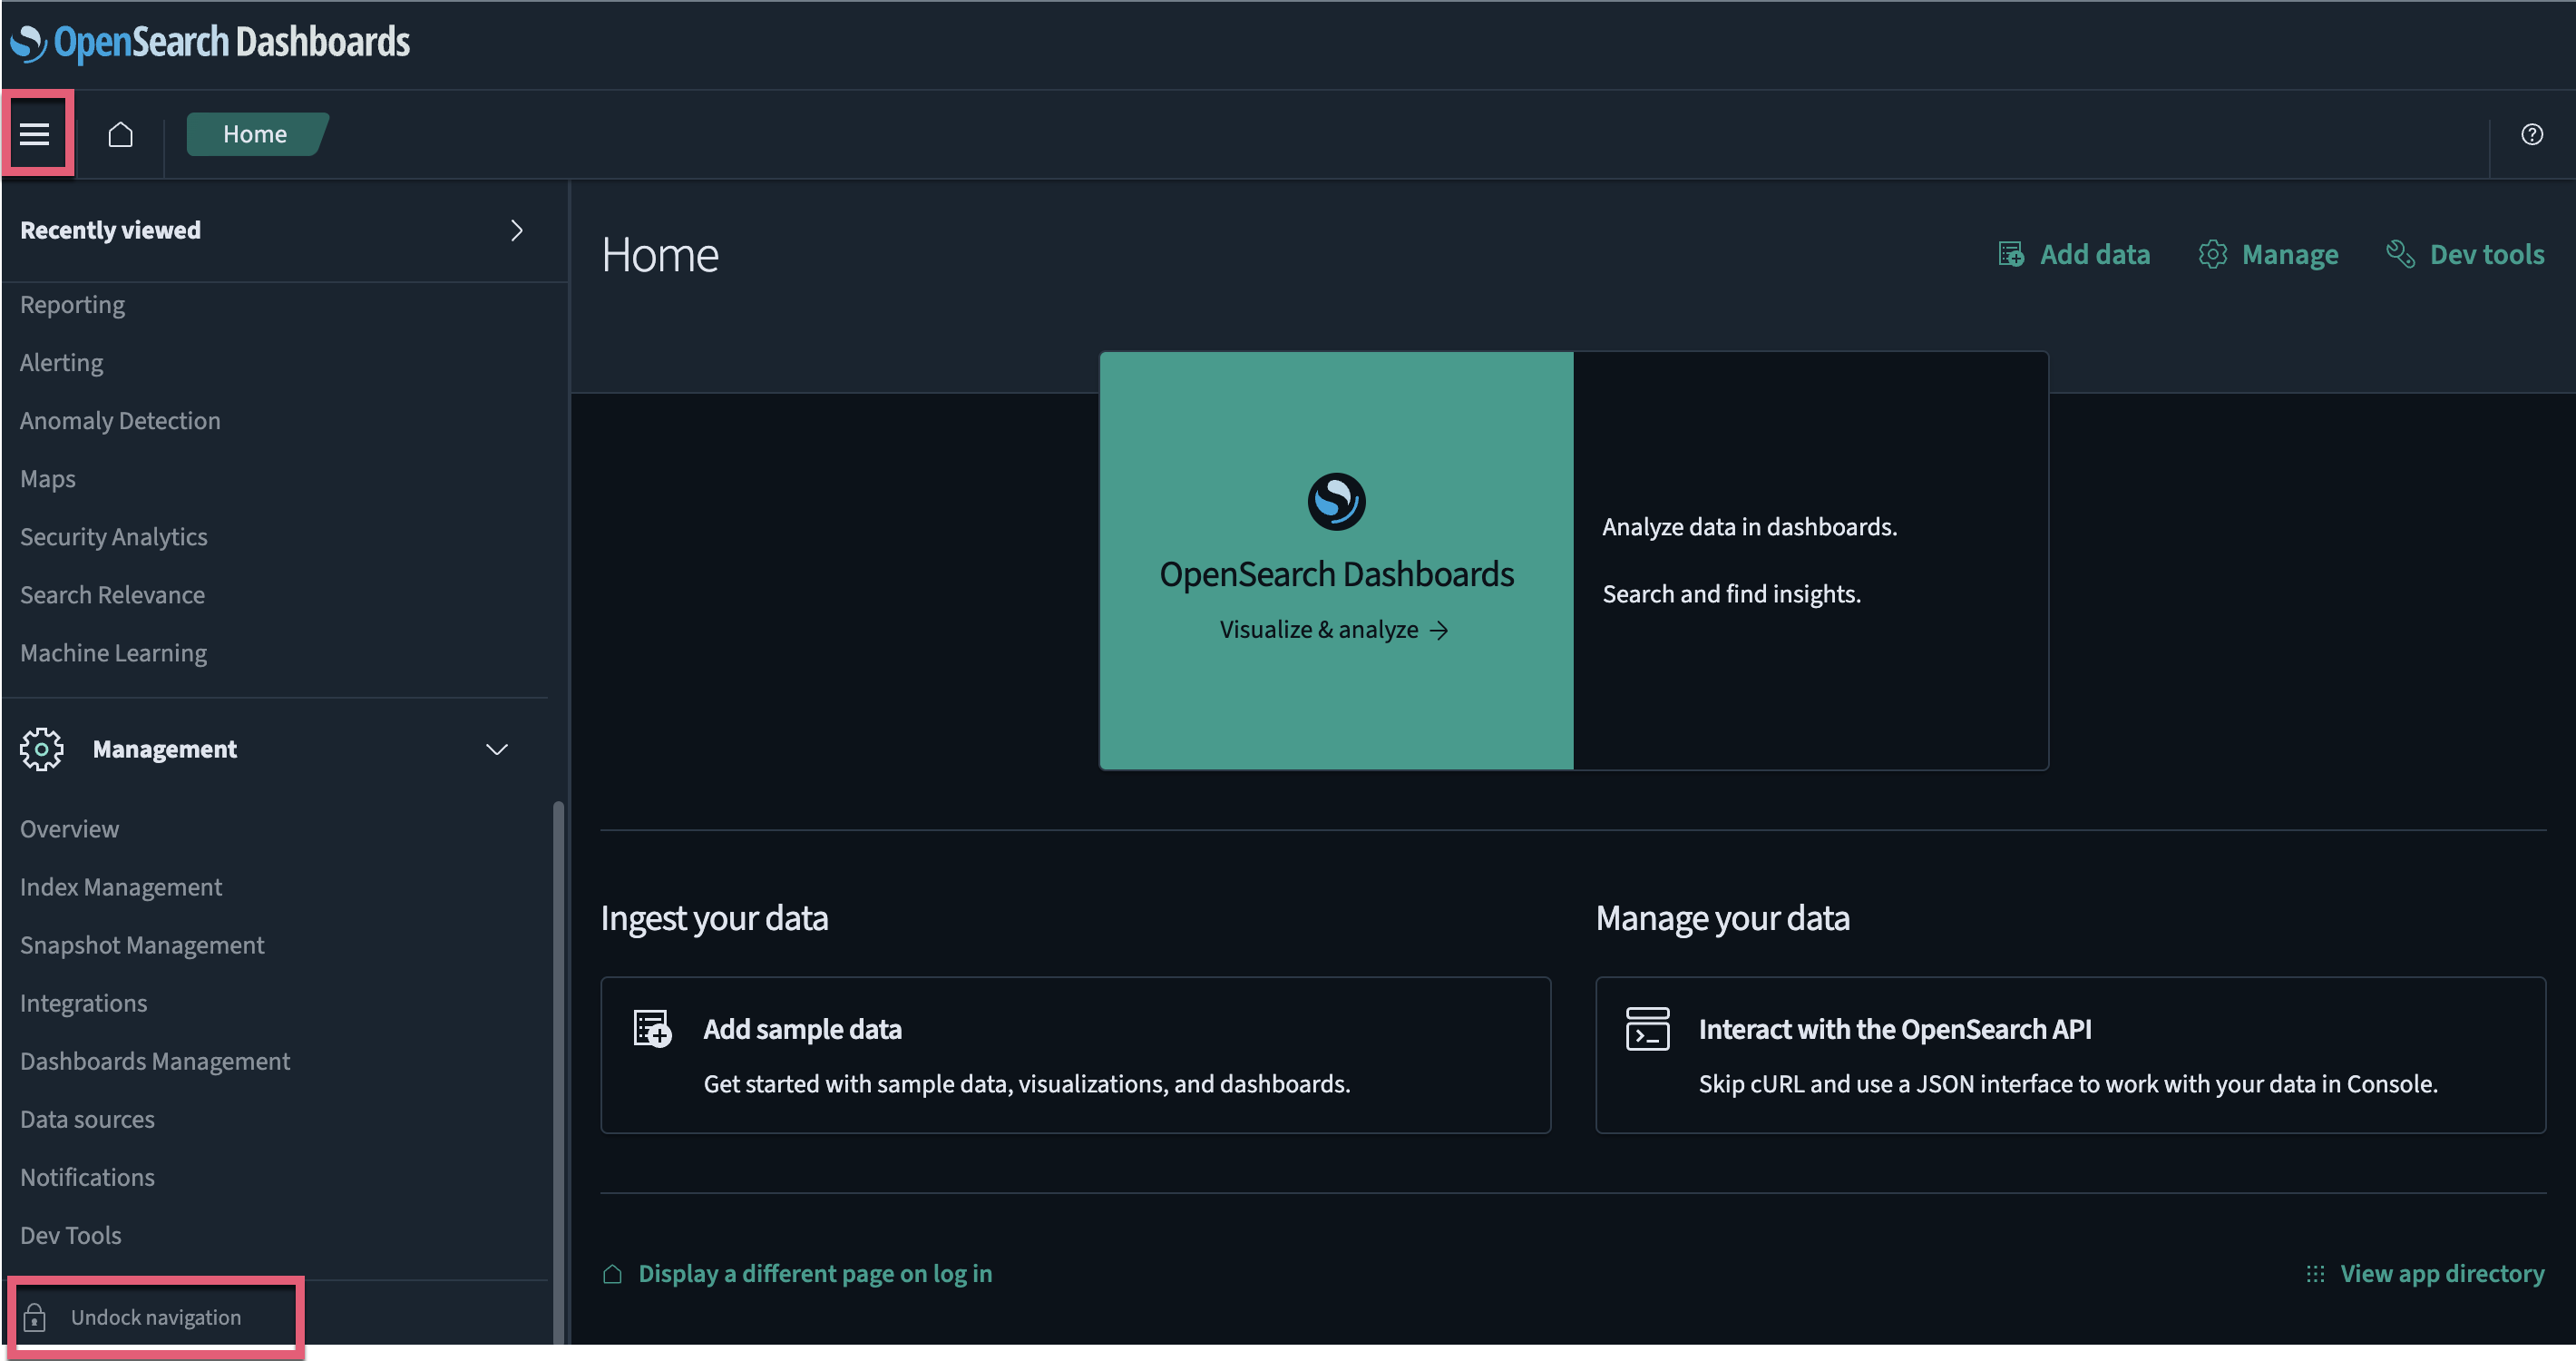 OpenSearch Dashboards
Home
Recently viewed
Reporting
Alerting
Anomaly Detection
Maps
Security Analytics
Search Relevance
Machine Learning
Management
Overview
Index Management
Snapshot Management
Integrations
Dashboards Management
Data sources
Notifications
Dev Tools
Undock navigation
Home
Add data
Manage
Dev tools
OpenSearch Dashboards
Visualize & analyze →
Analyze data in dashboards.
Search and find insights.
Ingest your data
Add sample data
Get started with sample data, visualizations, and dashboards.
Manage your data
Interact with the OpenSearch API
Skip cURL and use a JSON interface to work with your data in Console.
Display a different page on log in
View app directory